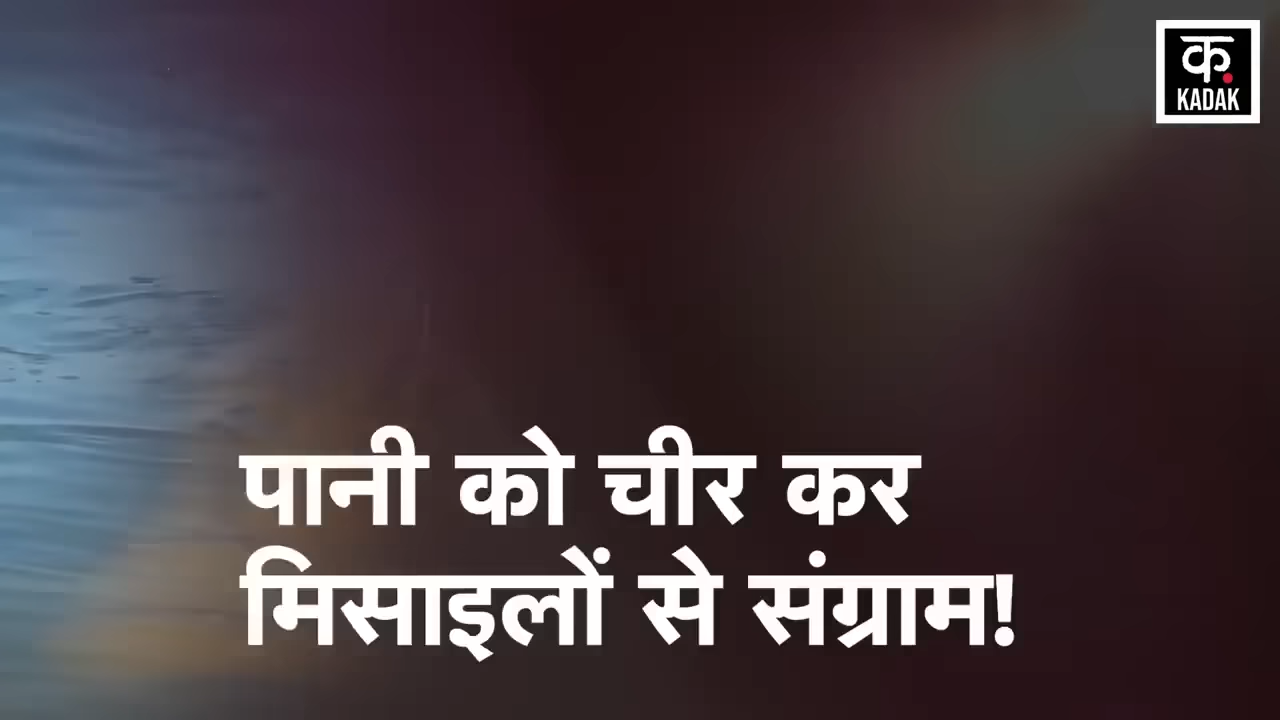 क.
KADAK
पानी को चीर कर
मिसाइलों से संग्राम!